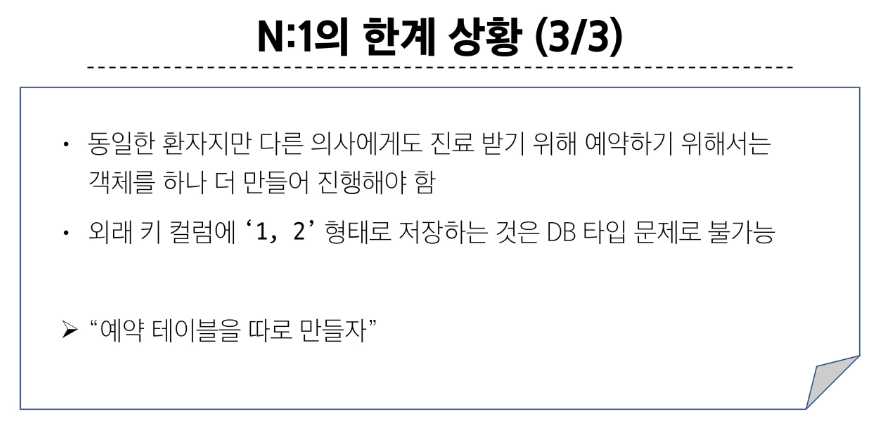 N:1의 한계 상황 (3/3)
• 동일한 환자지만 다른 의사에게도 진료 받기 위해 예약하기 위해서는
객체를 하나 더 만들어 진행해야 함
• 외래 키 컬럼에 ‘1, 2’ 형태로 저장하는 것은 DB 타입 문제로 불가능
➢ “예약 테이블을 따로 만들자”